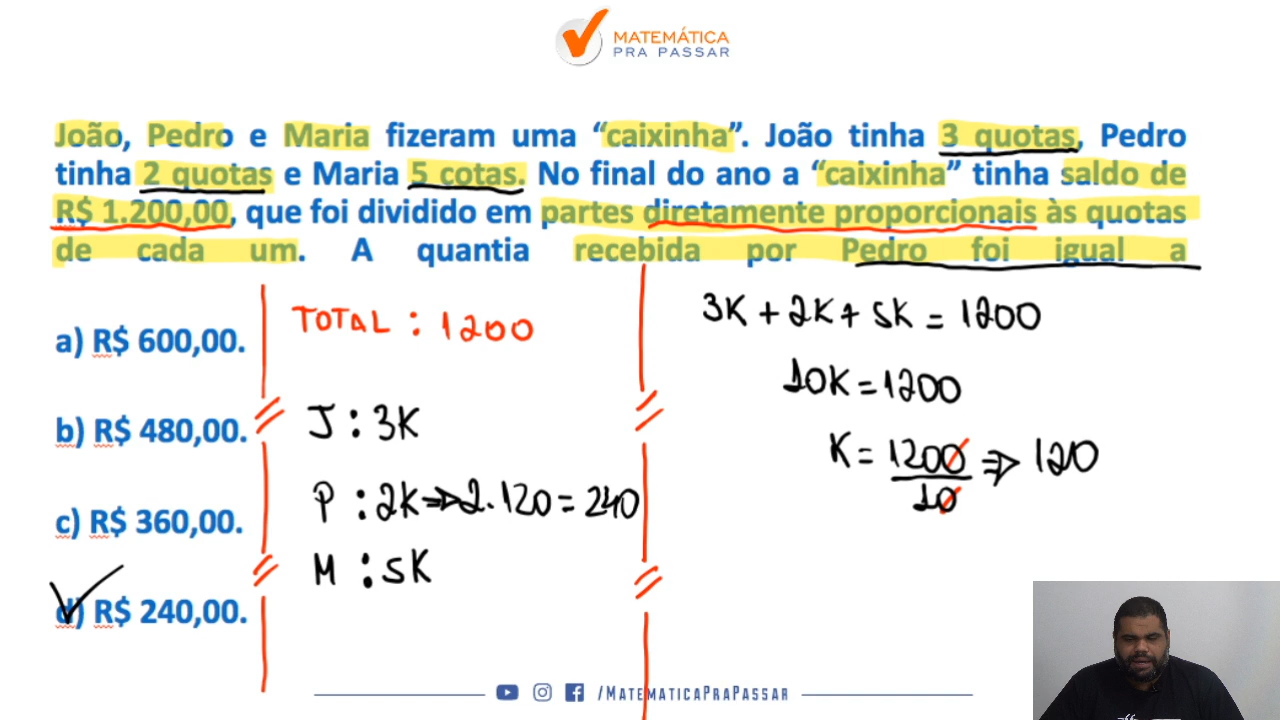 MATEMÁTICA
PRA PASSAR
João, Pedro e Maria fizeram uma “caixinha”. João tinha 3 quotas, Pedro
tinha 2 quotas e Maria 5 cotas. No final do ano a “caixinha” tinha saldo de
R$ 1.200,00, que foi dividido em partes diretamente proporcionais às quotas
de cada um. A quantia recebida por Pedro foi igual a
a) R$ 600,00.
b) R$ 480,00.
c) R$ 360,00.
d) R$ 240,00.
TOTAL : 1200
J : 3K
P : 2K ⇒ 2.120 = 240
M : 5K
3K + 2K + 5K = 1200
10K = 1200
K = 1200/10 ⇒ 120
/MATEMATICAPRAPASSAR